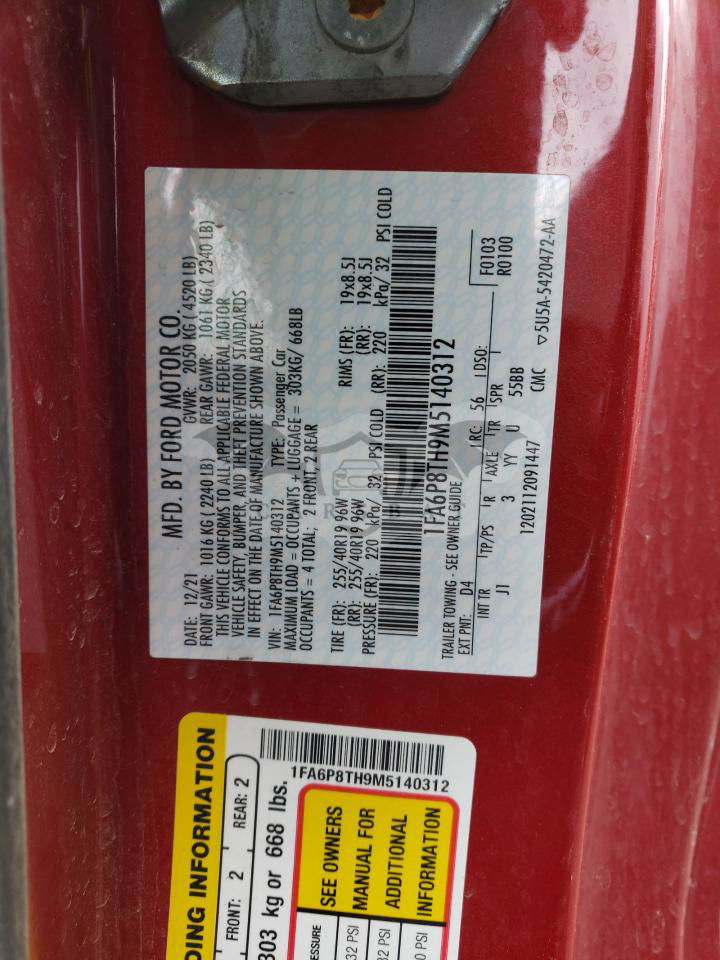 MFD. BY FORD MOTOR CO.
DATE: 12/21 GVWR: 2050 KG ( 4520 LB)
FRONT GAWR: 1016 KG ( 2240 LB) REAR GAWR: 1061 KG ( 2340 LB)
THIS VEHICLE CONFORMS TO ALL APPLICABLE FEDERAL MOTOR
VEHICLE SAFETY, BUMPER, AND THEFT PREVENTION STANDARDS
IN EFFECT ON THE DATE OF MANUFACTURE SHOWN ABOVE.
VIN: 1FA6P8TH9M5140312 TYPE: Passenger Car
MAXIMUM LOAD = OCCUPANTS + LUGGAGE = 303KG/ 668LB
OCCUPANTS = 4 TOTAL; 2 FRONT, 2 REAR
TIRE (FR): 255/40R19 96W RIMS (FR): 19x8.5J
(RR): 255/40R19 96W (RR): 19x8.5J
PRESSURE (FR): 220 kPa/ 32 PSI COLD (RR): 220 kPa/ 32 PSI COLD
1FA6P8TH9M5140312
TRAILER TOWING - SEE OWNER GUIDE
EXT PNT: D4 RC: 56 DSO: F0103
R0100
INT TR TP/PS R AXLE TR SPR
J1 3 YY U 55BB
1202112091447 CMC ▽5U5A-5420472-AA
DING INFORMATION
FRONT: 2 REAR: 2
303 kg or 668 lbs.
1FA6P8TH9M5140312
SEE OWNERS
MANUAL FOR
ADDITIONAL
INFORMATION
32 PSI
32 PSI
0 PSI